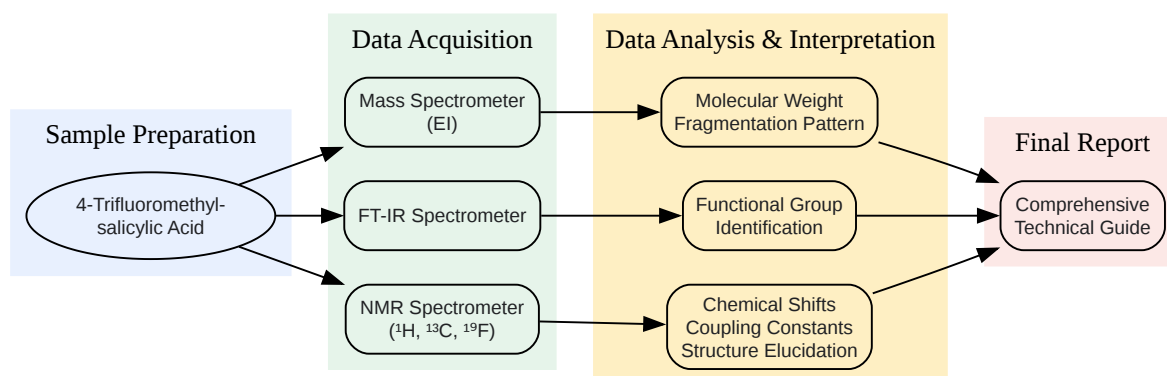 Sample Preparation
4-Trifluoromethyl-
salicylic Acid
Data Acquisition
Mass Spectrometer
(EI)
FT-IR Spectrometer
NMR Spectrometer
(¹H, ¹³C, ¹⁹F)
Data Analysis & Interpretation
Molecular Weight
Fragmentation Pattern
Functional Group
Identification
Chemical Shifts
Coupling Constants
Structure Elucidation
Final Report
Comprehensive
Technical Guide